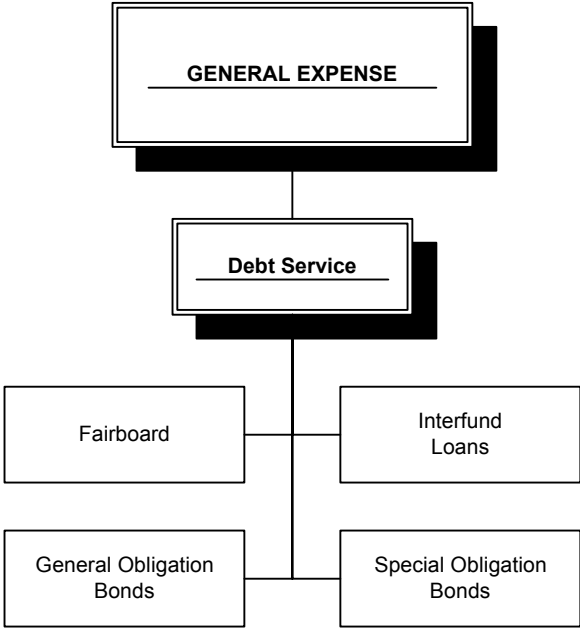 GENERAL EXPENSE
Debt Service
Fairboard
Interfund
Loans
General Obligation
Bonds
Special Obligation
Bonds